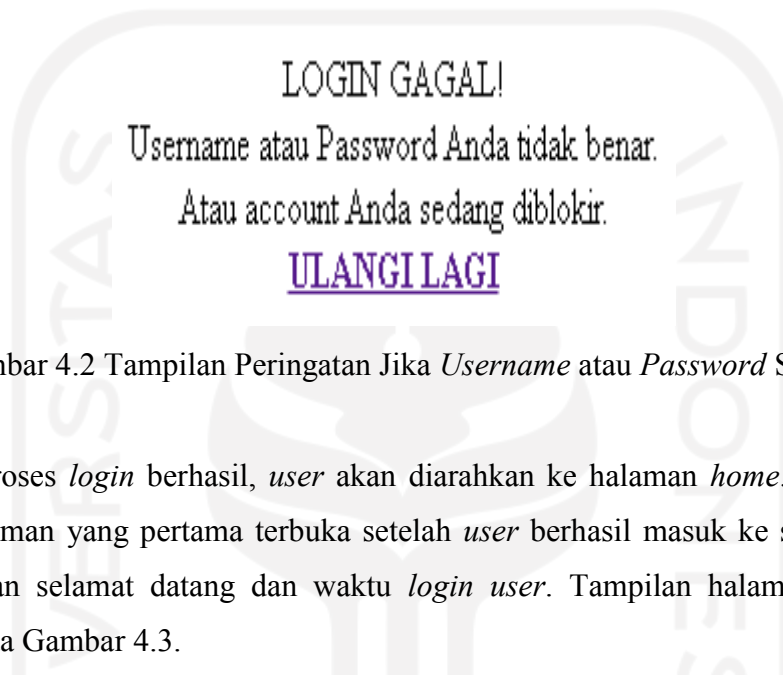 LOGIN GAGAL!
Username atau Password Anda tidak benar.
Atau account Anda sedang diblokir.
ULANGI LAGI
mbar 4.2 Tampilan Peringatan Jika Username atau Password S
roses login berhasil, user akan diarahkan ke halaman home.
man yang pertama terbuka setelah user berhasil masuk ke s
an selamat datang dan waktu login user. Tampilan halam
a Gambar 4.3.